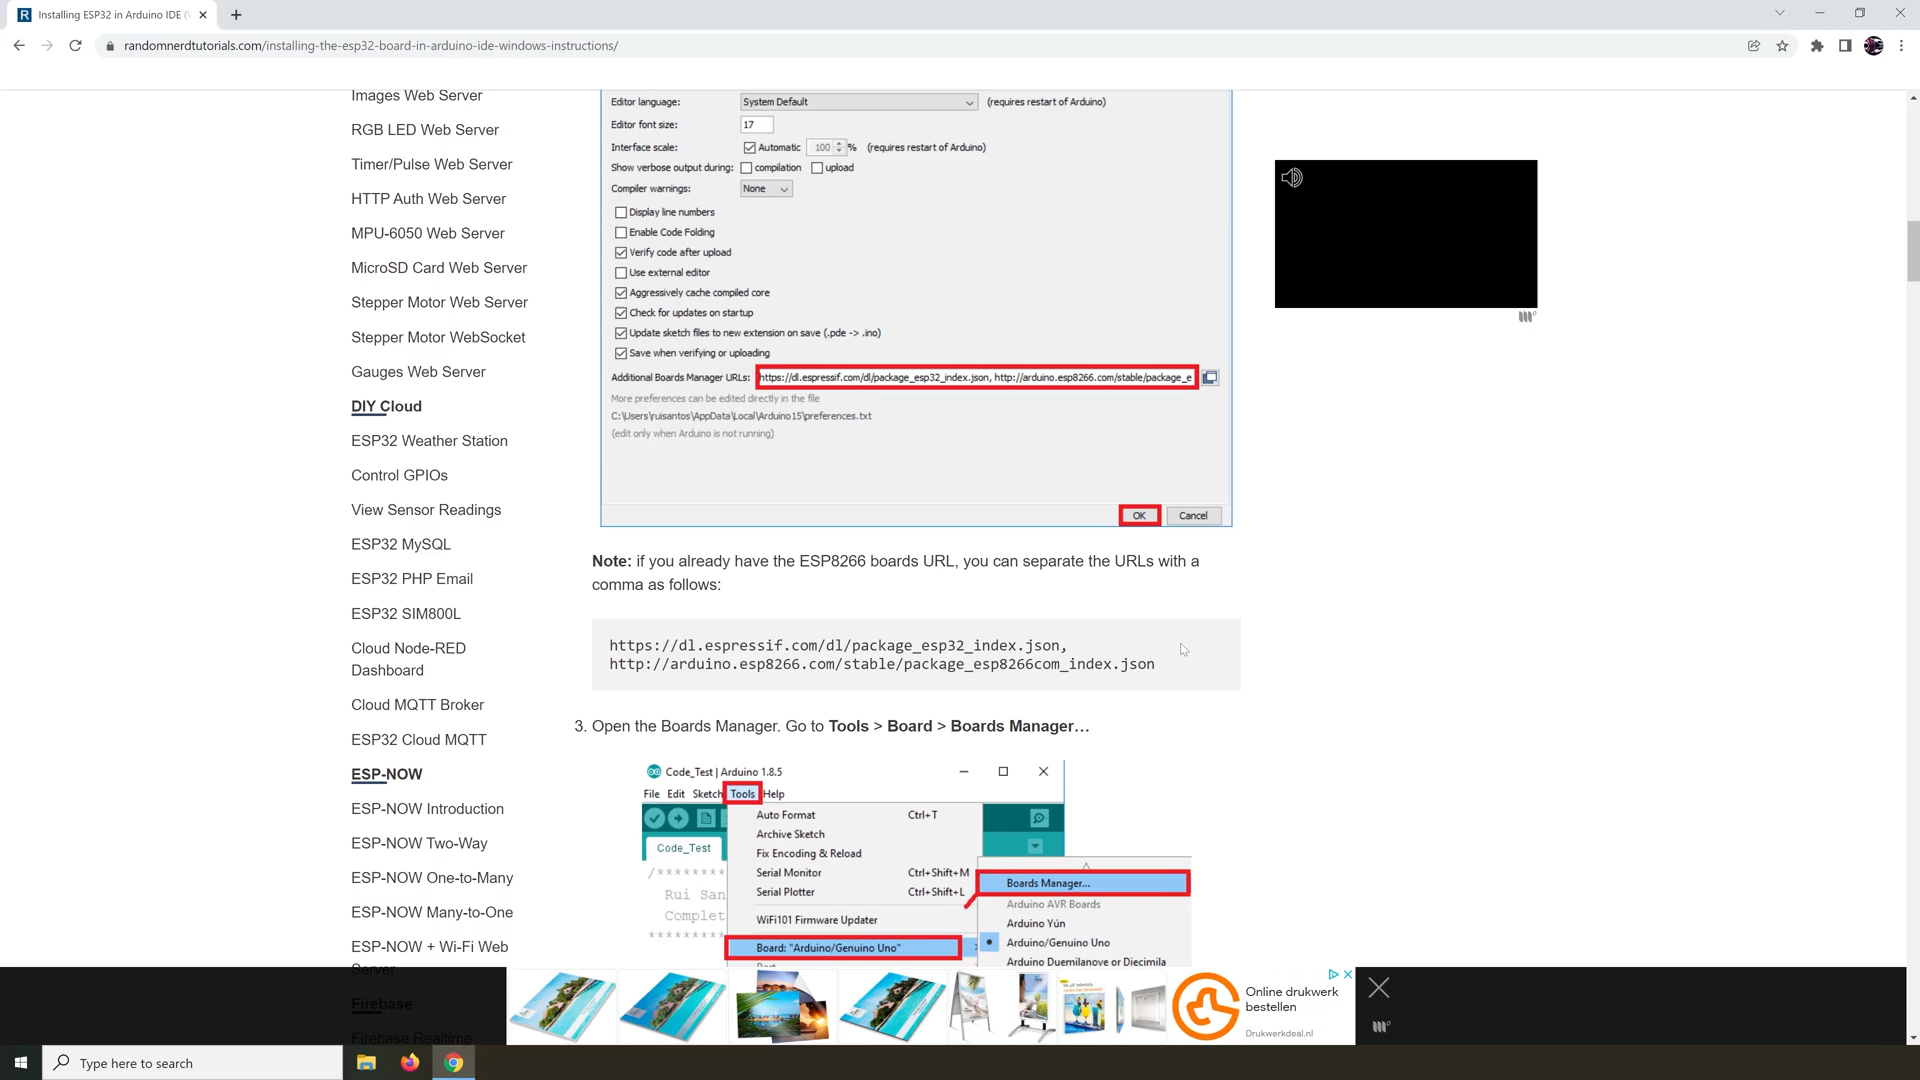 Installing ESP32 in Arduino IDE (
randomnerdtutorials.com/installing-the-esp32-board-in-arduino-ide-windows-instructions/
Images Web Server
RGB LED Web Server
Timer/Pulse Web Server
HTTP Auth Web Server
MPU-6050 Web Server
MicroSD Card Web Server
Stepper Motor Web Server
Stepper Motor WebSocket
Gauges Web Server
DIY Cloud
ESP32 Weather Station
Control GPIOs
View Sensor Readings
ESP32 MySQL
ESP32 PHP Email
ESP32 SIM800L
Cloud Node-RED
Dashboard
Cloud MQTT Broker
ESP32 Cloud MQTT
ESP-NOW
ESP-NOW Introduction
ESP-NOW Two-Way
ESP-NOW One-to-Many
ESP-NOW Many-to-One
ESP-NOW + Wi-Fi Web
Server
Firebase
Firebase Realtime
Editor language: System Default (requires restart of Arduino)
Editor font size: 17
Interface scale: Automatic 100 % (requires restart of Arduino)
Show verbose output during: compilation upload
Compiler warnings: None
Display line numbers
Enable Code Folding
Verify code after upload
Use external editor
Aggressively cache compiled core
Check for updates on startup
Update sketch files to new extension on save (.pde -> .ino)
Save when verifying or uploading
Additional Boards Manager URLs: https://dl.espressif.com/dl/package_esp32_index.json, http://arduino.esp8266.com/stable/package_e
More preferences can be edited directly in the file
C:\Users\ruisantos\AppData\Local\Arduino15\preferences.txt
(edit only when Arduino is not running)
OK Cancel
Note: if you already have the ESP8266 boards URL, you can separate the URLs with a
comma as follows:
https://dl.espressif.com/dl/package_esp32_index.json,
http://arduino.esp8266.com/stable/package_esp8266com_index.json
3. Open the Boards Manager. Go to Tools > Board > Boards Manager…
Code_Test | Arduino 1.8.5
File Edit Sketch Tools Help
Code_Test
/********
Rui San
Complet
********
Auto Format Ctrl+T
Archive Sketch
Fix Encoding & Reload
Serial Monitor Ctrl+Shift+M
Serial Plotter Ctrl+Shift+L
WiFi101 Firmware Updater
Board: "Arduino/Genuino Uno"
Port
Boards Manager...
Arduino AVR Boards
Arduino Yún
Arduino/Genuino Uno
Arduino Duemilanove or Diecimila
Online drukwerk
bestellen
Drukwerkdeal.nl
Type here to search